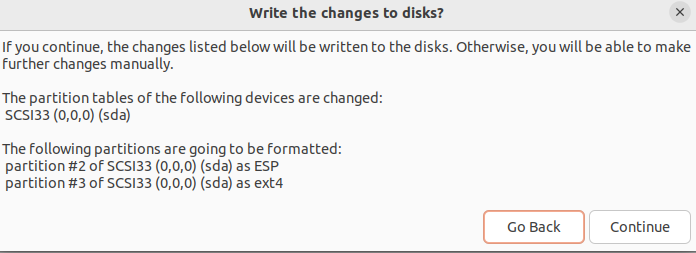 Write the changes to disks?
If you continue, the changes listed below will be written to the disks. Otherwise, you will be able to make
further changes manually.
The partition tables of the following devices are changed:
SCSI33 (0,0,0) (sda)
The following partitions are going to be formatted:
partition #2 of SCSI33 (0,0,0) (sda) as ESP
partition #3 of SCSI33 (0,0,0) (sda) as ext4
Go Back Continue